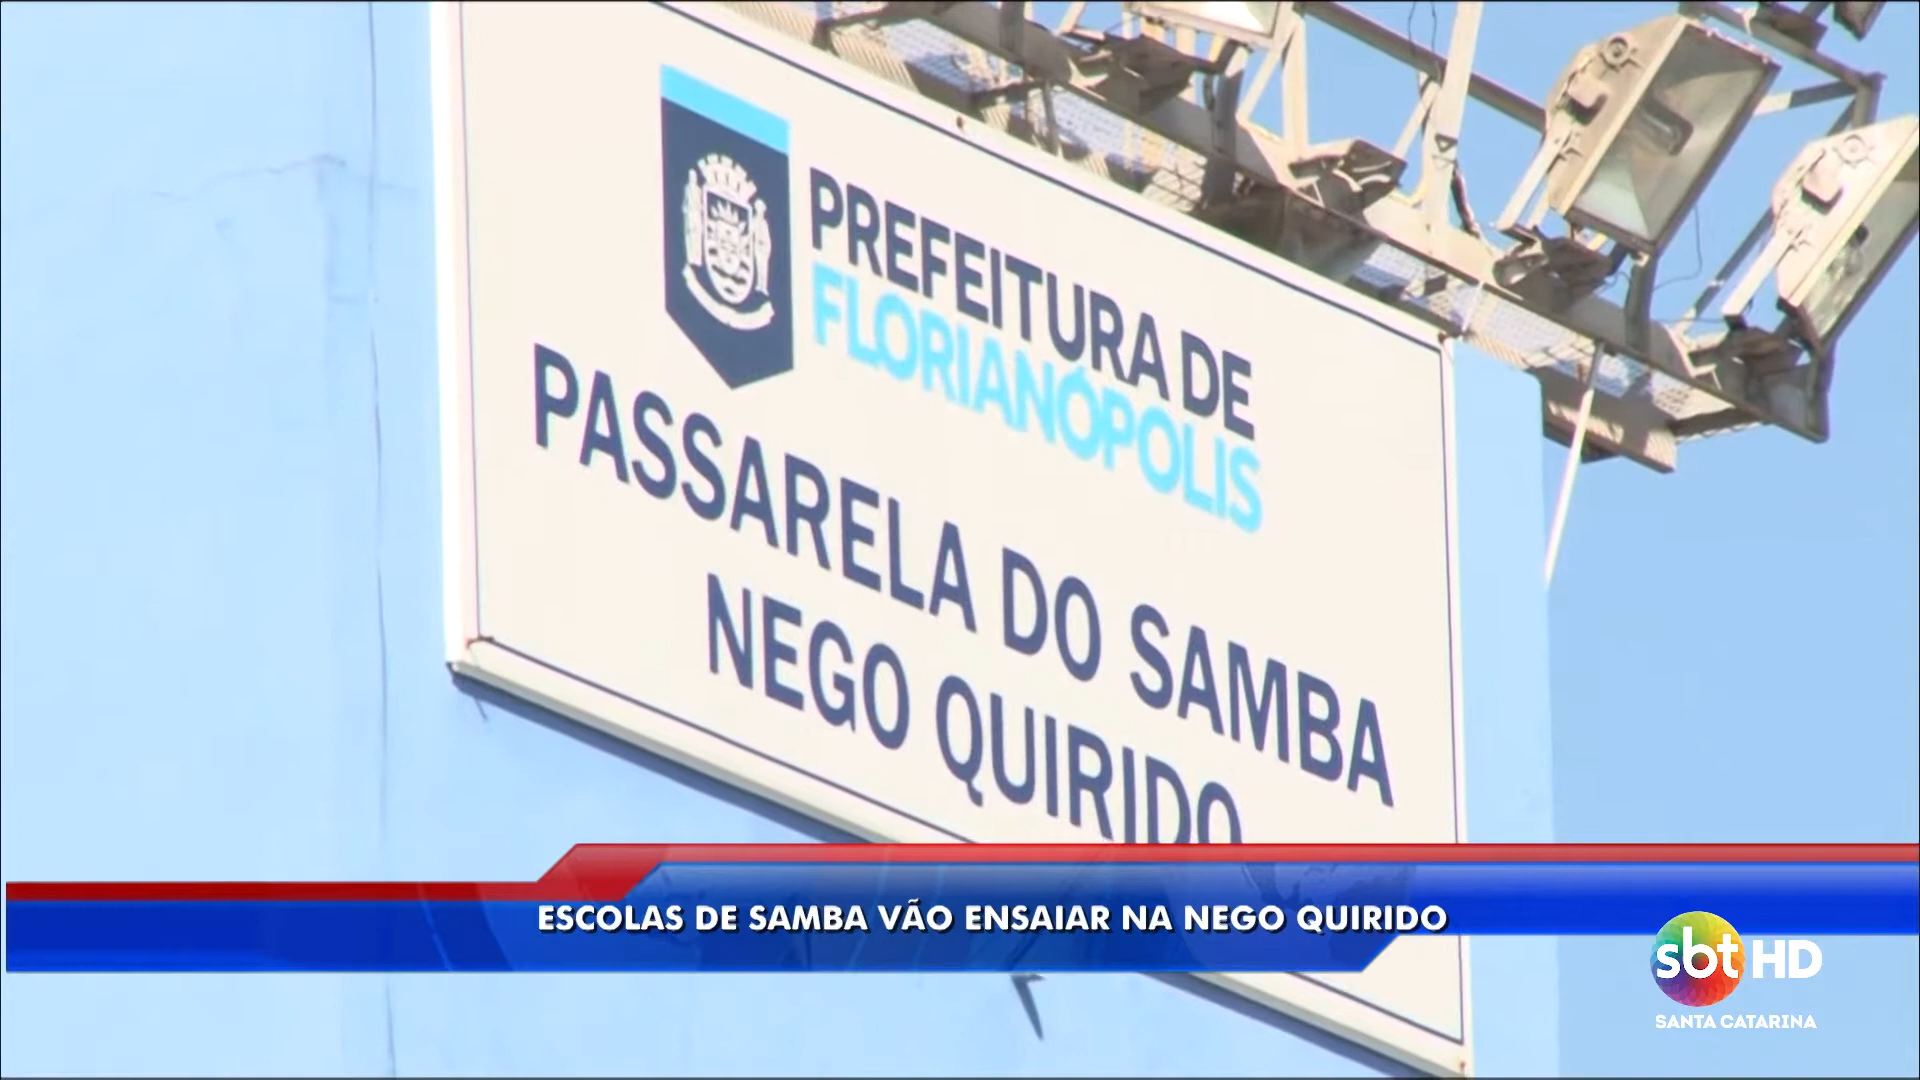 PREFEITURA DE
FLORIANÓPOLIS
PASSARELA DO SAMBA
NEGO QUIRIDO
ESCOLAS DE SAMBA VÃO ENSAIAR NA NEGO QUIRIDO
sbt HD
SANTA CATARINA